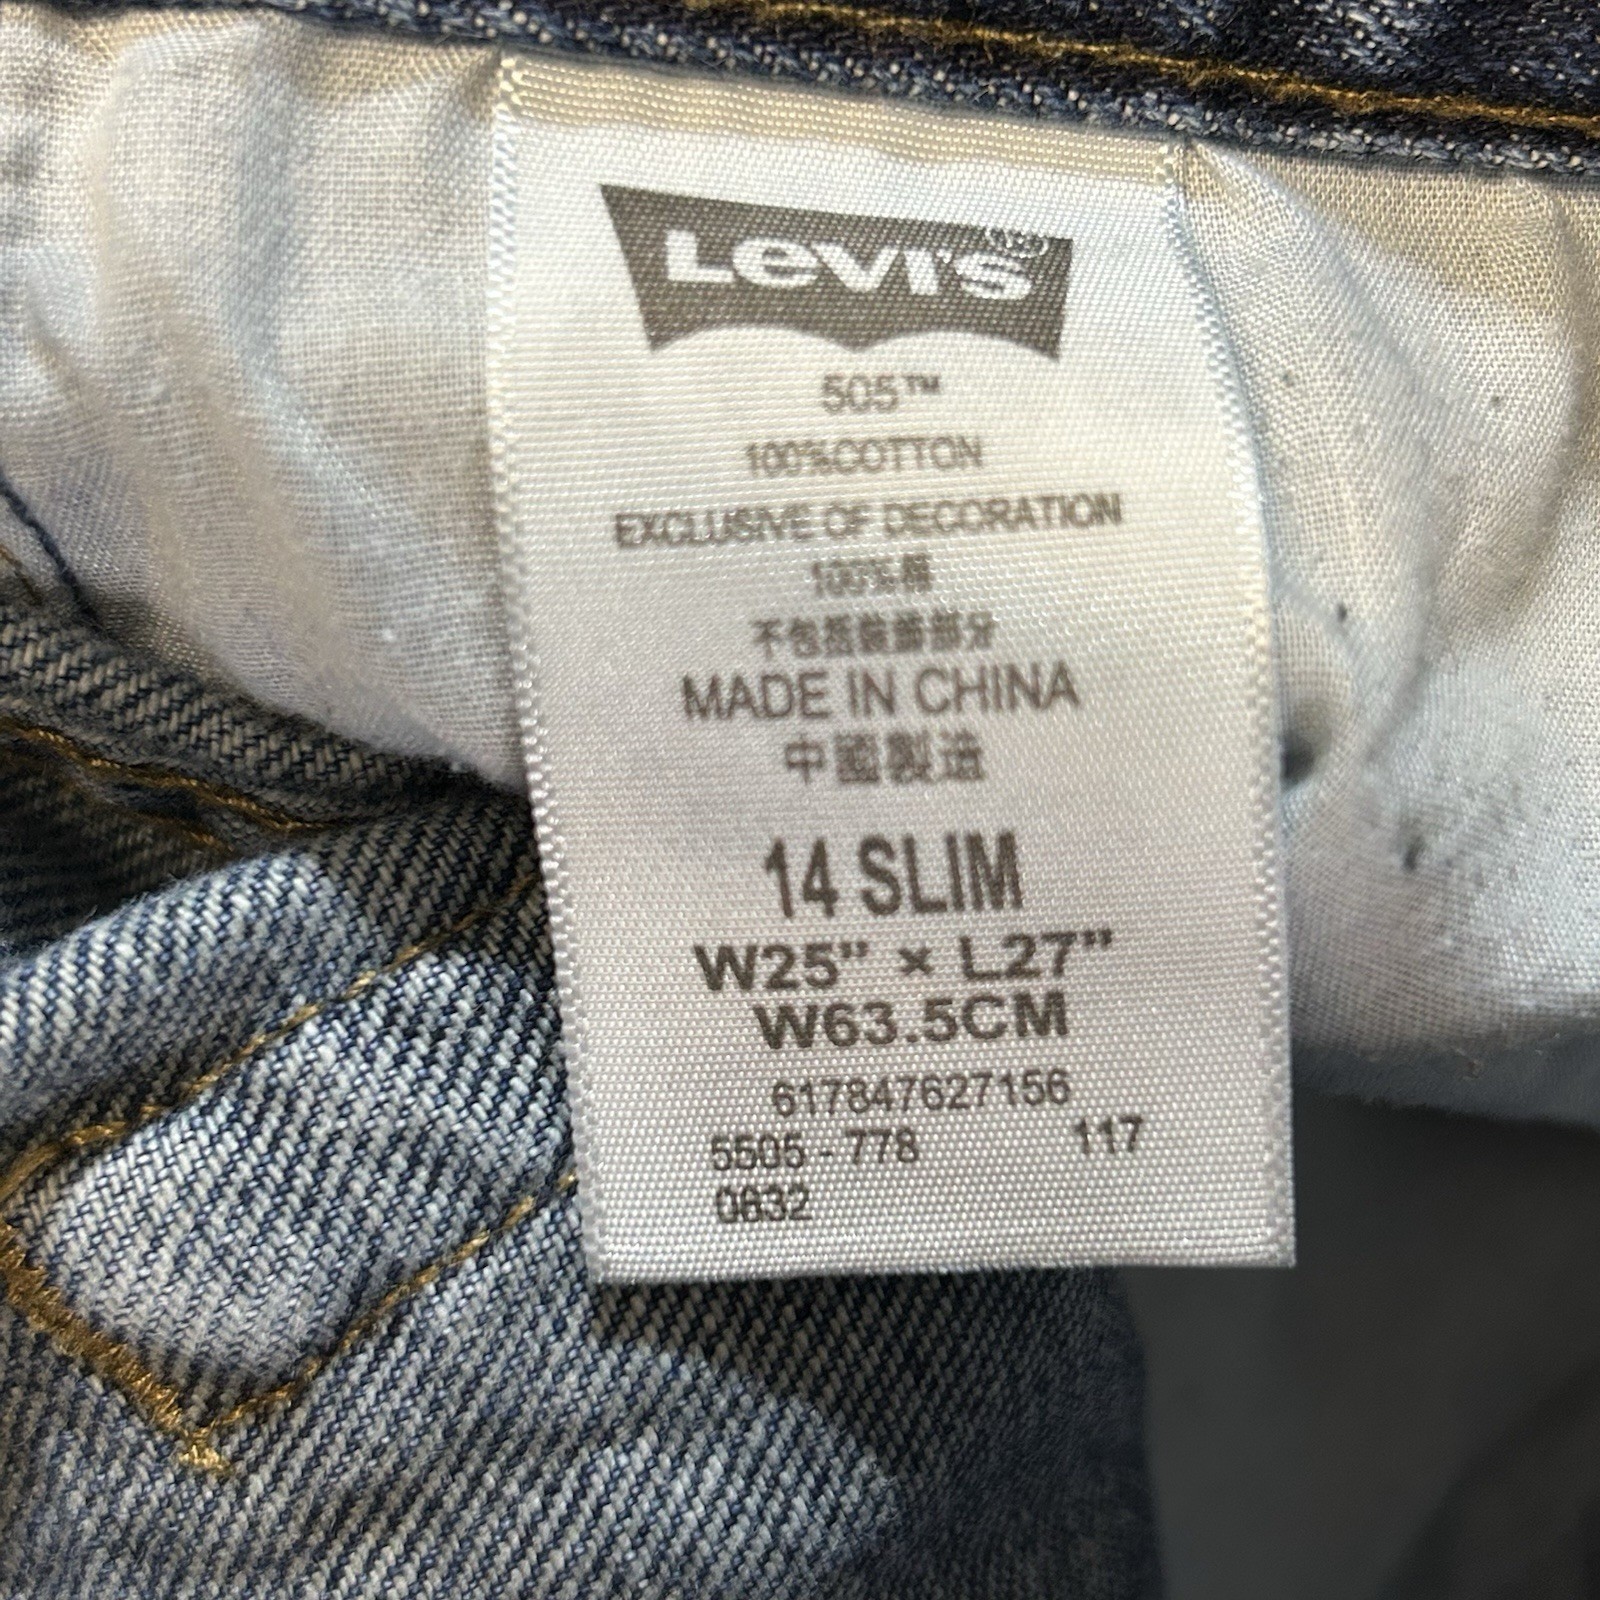 Levi's®
505™
100%COTTON
EXCLUSIVE OF DECORATION
100%棉
不包括裝飾部分
MADE IN CHINA
中國製造
14 SLIM
W25" × L27"
W63.5CM
617847627156
5505 - 778 117
0832